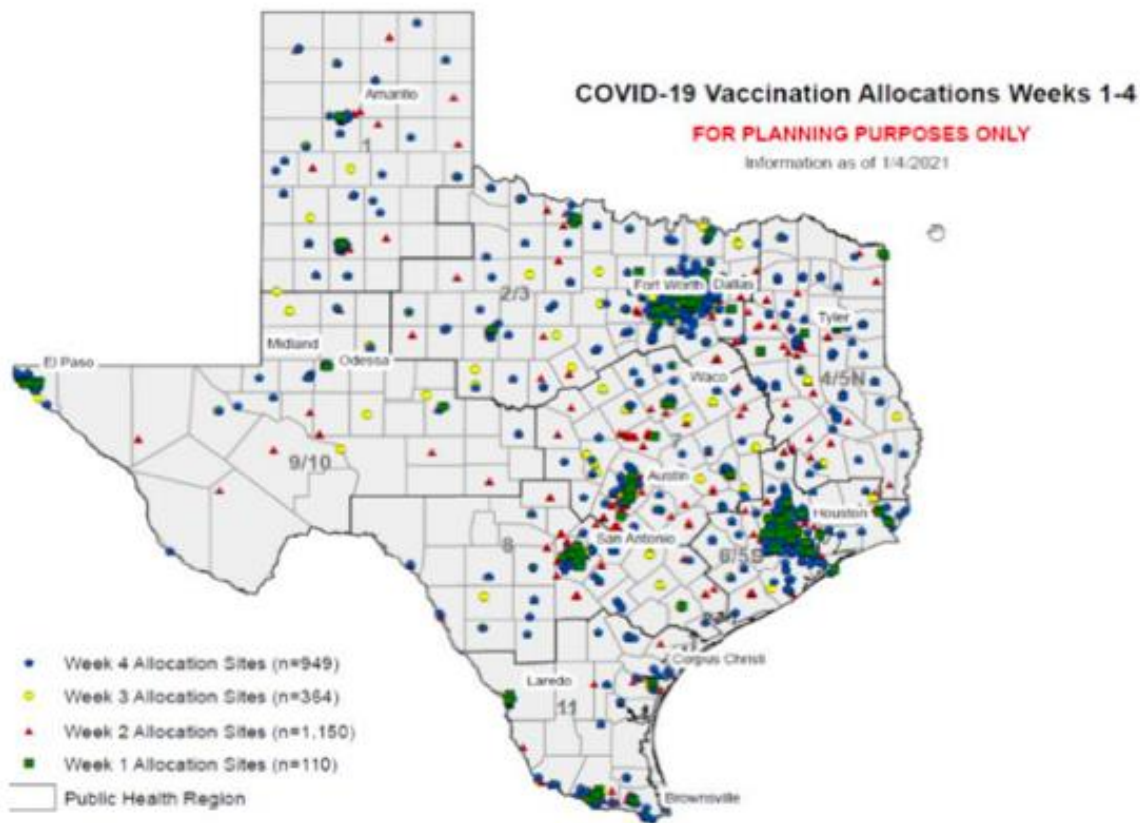 COVID-19 Vaccination Allocations Weeks 1-4
FOR PLANNING PURPOSES ONLY
Information as of 1/4/2021
Amarillo
1
2/3
Fort Worth
Dallas
Tyler
4/5N
Midland
Odessa
El Paso
Waco
7
9/10
Austin
Houston
San Antonio
8
6/5S
Corpus Christi
Laredo
11
Brownsville
Week 4 Allocation Sites (n=949)
Week 3 Allocation Sites (n=364)
Week 2 Allocation Sites (n=1,150)
Week 1 Allocation Sites (n=110)
Public Health Region